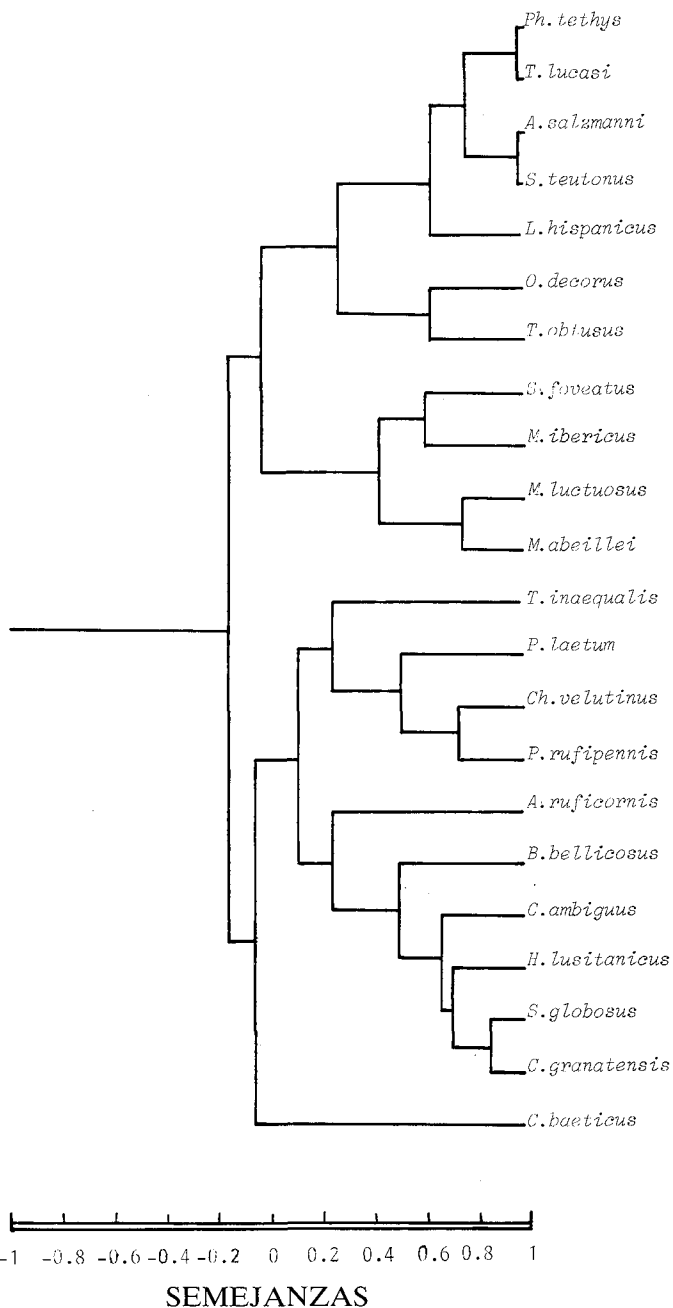 Ph.tethys
T.lucasi
A.salzmanni
S.teutonus
L.hispanicus
O.decorus
T.obtusus
S.foveatus
M.ibericus
M.luctuosus
M.abeillei
T.inaequalis
P.laetum
Ch.velutinus
P.rufipennis
A.ruficornis
B.bellicosus
C.ambiguus
H.lusitanicus
S.globosus
C.granatensis
C.baeticus
-1 -0.8 -0.6 -0.4 -0.2 0 0.2 0.4 0.6 0.8 1
SEMEJANZAS